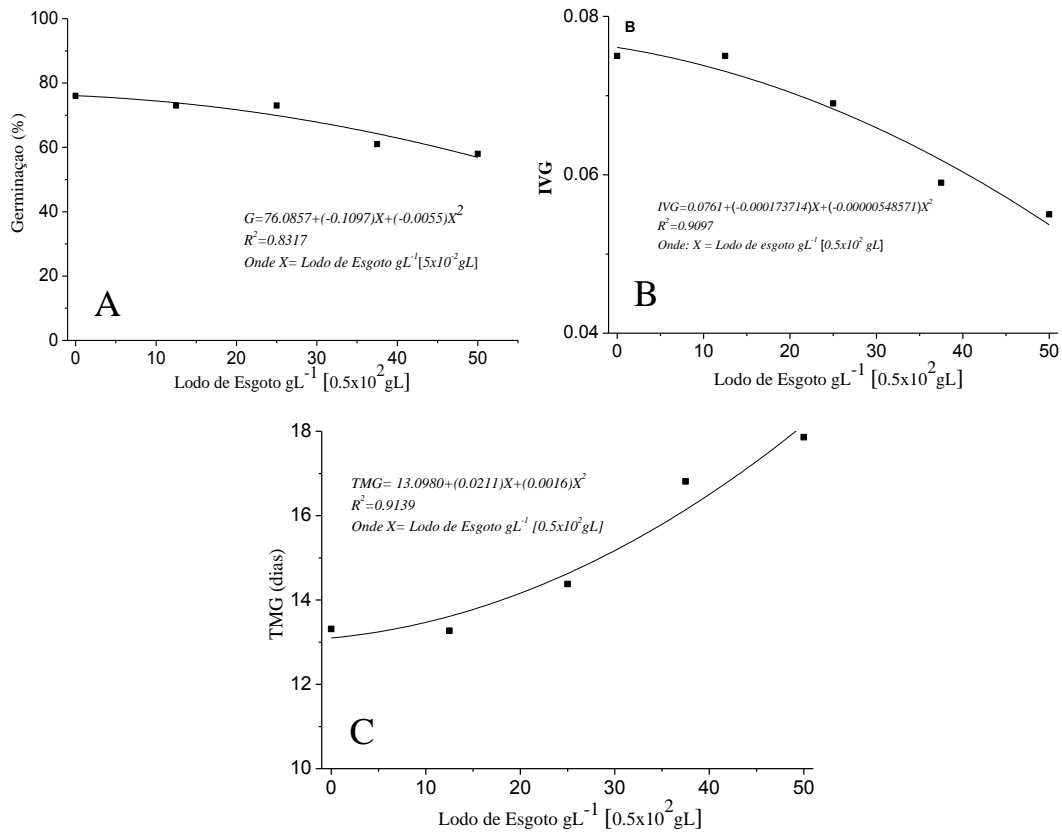 100
80
60
40
20
0
Germinaçao (%)
G=76.0857+(-0.1097)X+(-0.0055)X²
R²=0.8317
Onde X= Lodo de Esgoto gL⁻¹[5x10⁻²gL]
A
0 10 20 30 40 50
Lodo de Esgoto gL⁻¹ [0.5x10²gL]
0.08
0.06
0.04
IVG
B
IVG=0.0761+(-0.000173714)X+(-0.00000548571)X²
R²=0.9097
Onde: X = Lodo de esgoto gL⁻¹ [0.5x10² gL]
B
0 10 20 30 40 50
Lodo de Esgoto gL⁻¹ [0.5x10²gL]
18
16
14
12
10
TMG (dias)
TMG= 13.0980+(0.0211)X+(0.0016)X²
R²=0.9139
Onde X= Lodo de Esgoto gL⁻¹ [0.5x10²gL]
C
0 10 20 30 40 50
Lodo de Esgoto gL⁻¹ [0.5x10²gL]